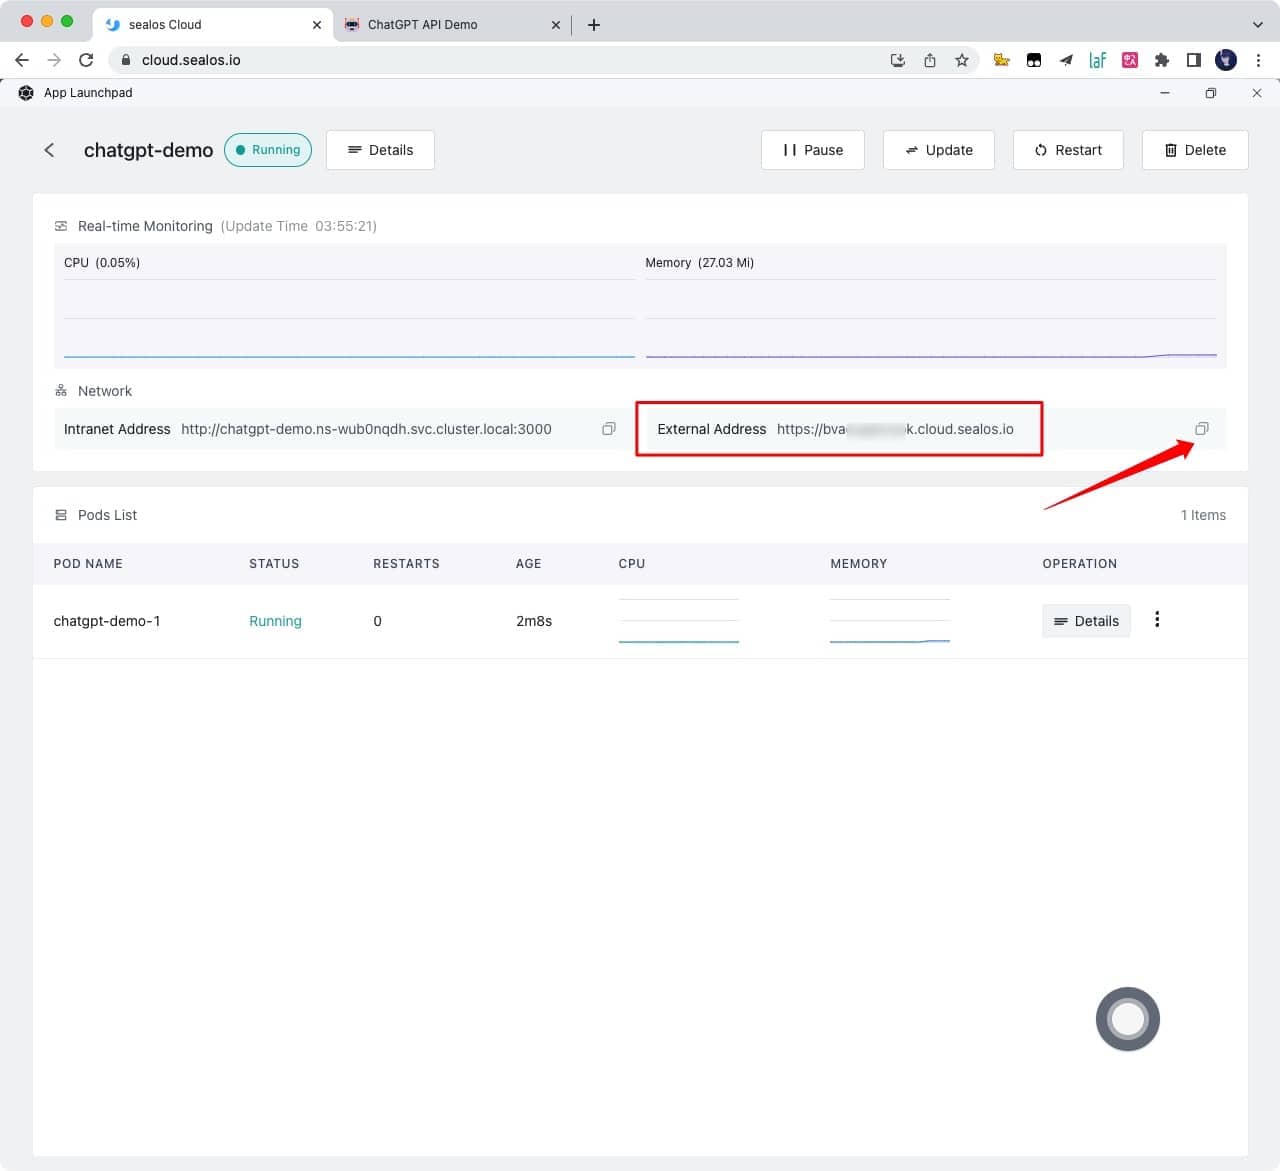 sealos Cloud
ChatGPT API Demo
cloud.sealos.io
laf
App Launchpad
chatgpt-demo Running Details Pause Update Restart Delete
Real-time Monitoring (Update Time 03:55:21)
CPU (0.05%) Memory (27.03 Mi)
Network
Intranet Address http://chatgpt-demo.ns-wub0nqdh.svc.cluster.local:3000 External Address https://bva k.cloud.sealos.io
Pods List 1 Items
POD NAME STATUS RESTARTS AGE CPU MEMORY OPERATION
chatgpt-demo-1 Running 0 2m8s Details